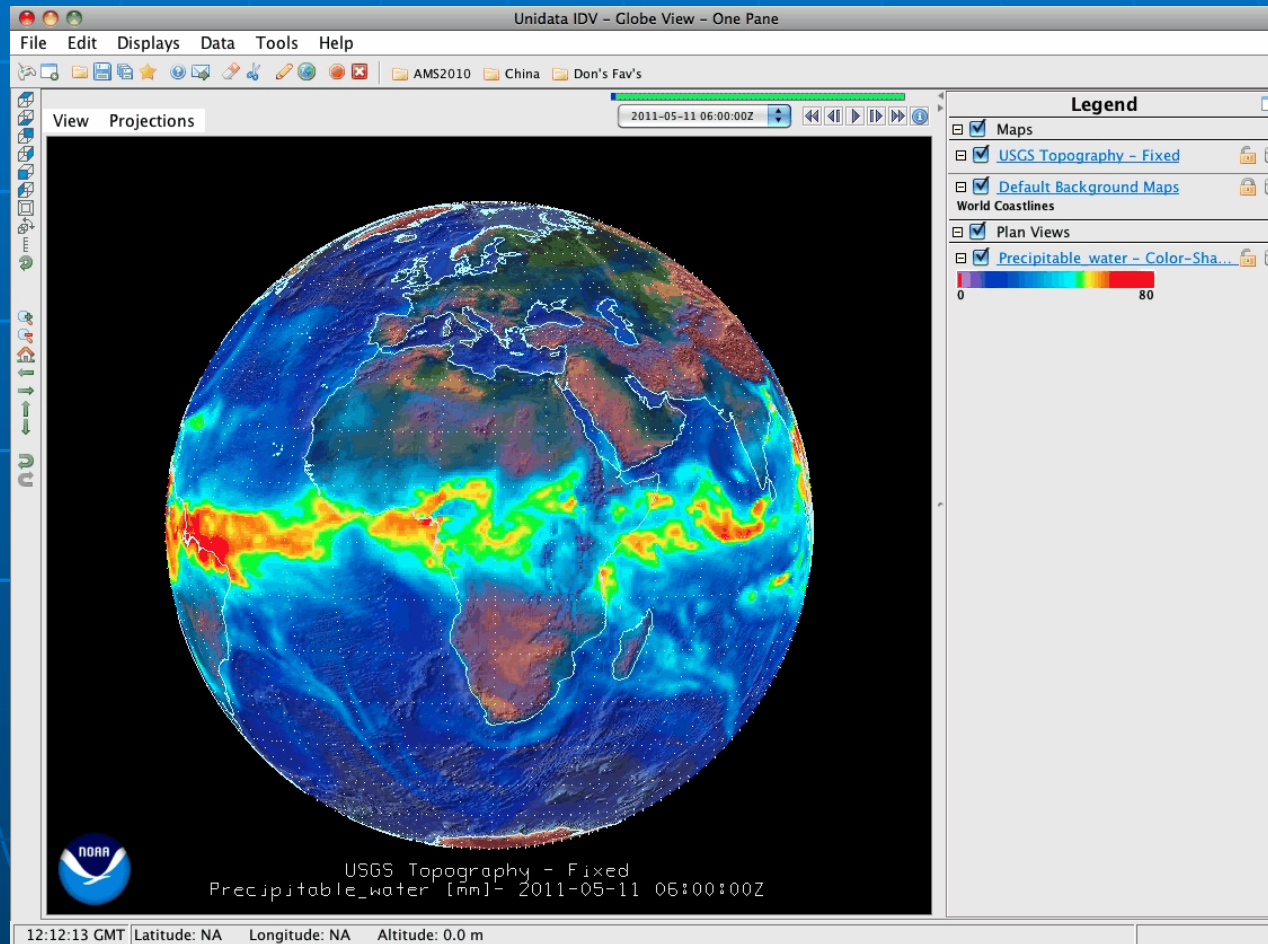 Unidata IDV – Globe View – One Pane
File Edit Displays Data Tools Help
AMS2010 China Don's Fav's
View Projections
2011-05-11 06:00:00Z
Legend
Maps
USGS Topography – Fixed
Default Background Maps
World Coastlines
Plan Views
Precipitable_water – Color-Sha...
0 80
NOAA
USGS Topography – Fixed
Precipitable_water [mm]- 2011-05-11 06:00:00Z
12:12:13 GMT Latitude: NA Longitude: NA Altitude: 0.0 m